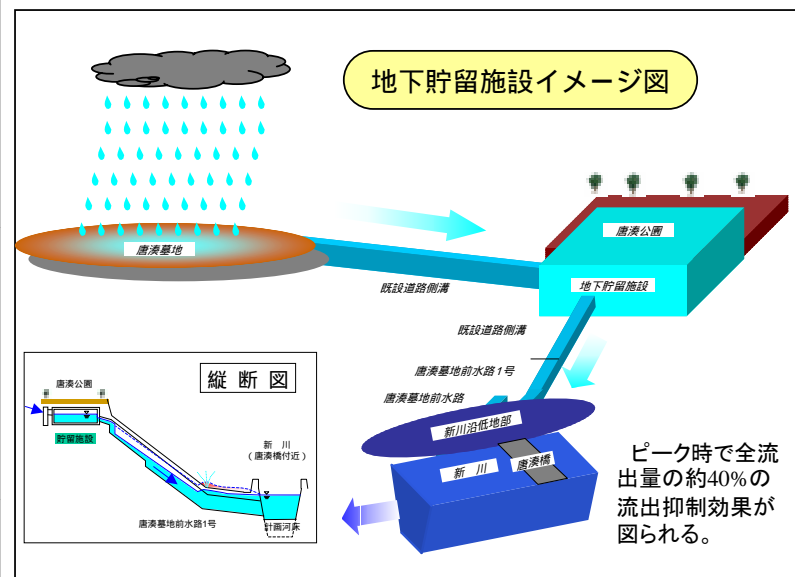 地下貯留施設イメージ図
唐湊墓地
唐湊公園
既設道路側溝
地下貯留施設
既設道路側溝
唐湊墓地前水路1号
唐湊墓地前水路
新川沿低地部
新 川
唐湊橋
ピーク時で全流
出量の約40%の
流出抑制効果が
図られる。
縦 断 図
唐湊公園
貯留施設
新 川
(唐湊橋付近)
唐湊墓地前水路1号
計画河床